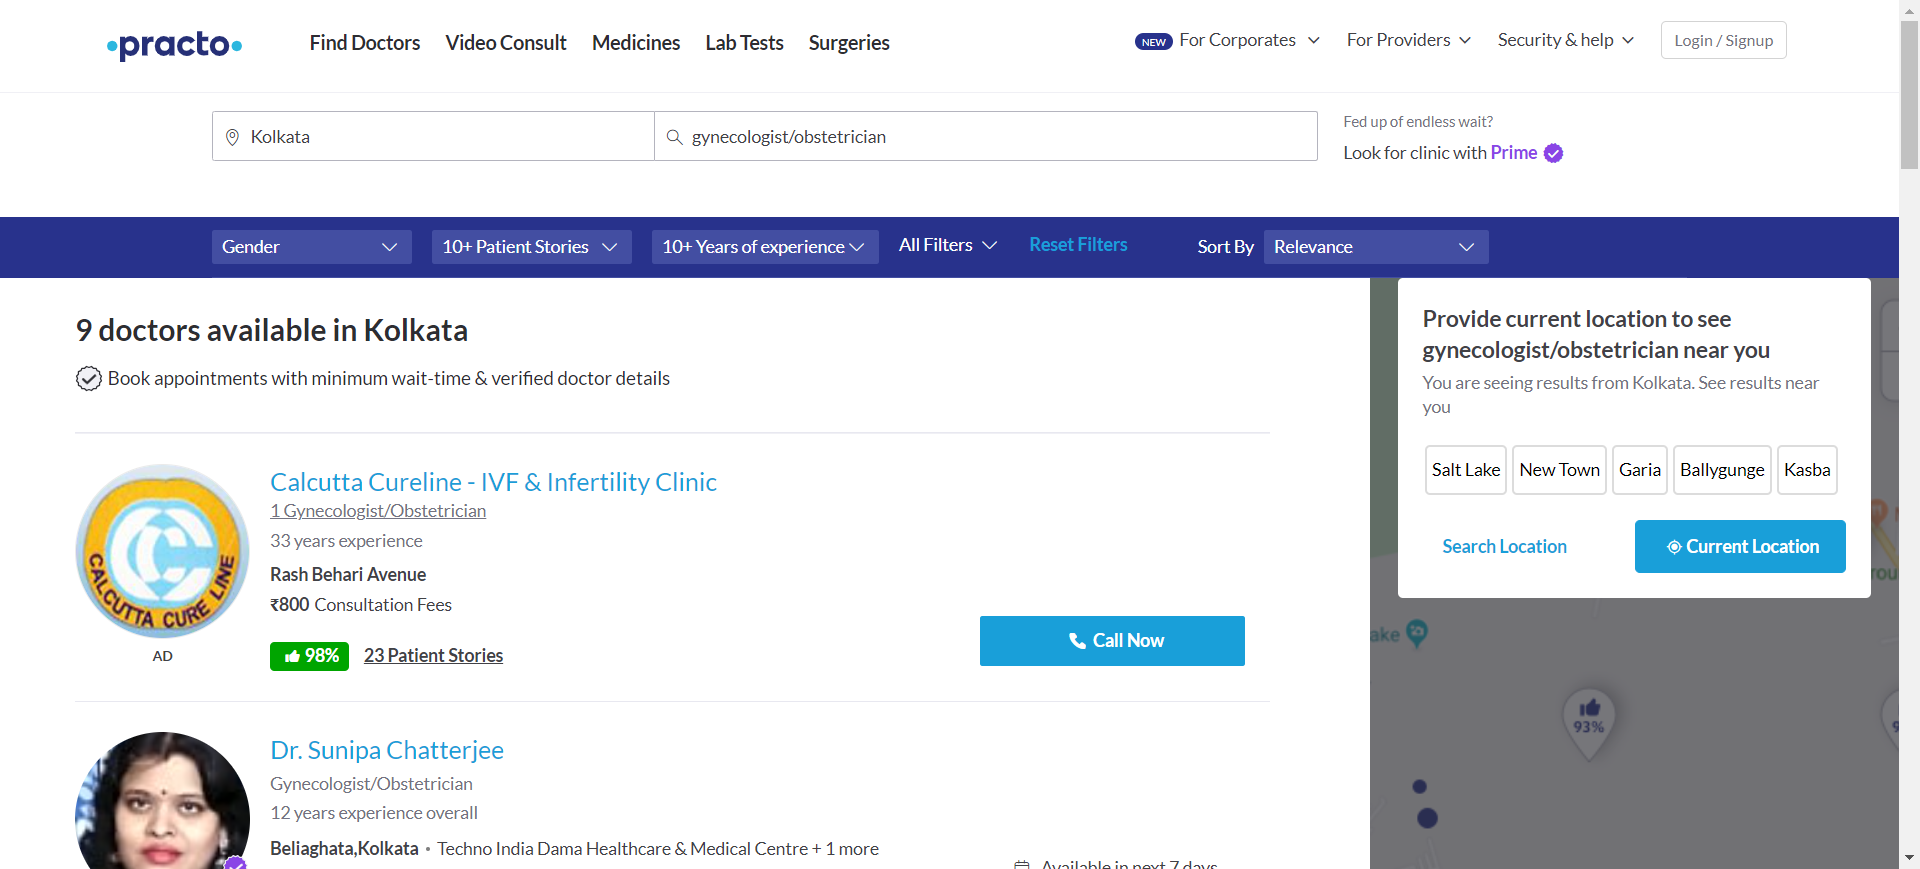 practo
Find Doctors
Video Consult
Medicines
Lab Tests
Surgeries
NEW For Corporates
For Providers
Security & help
Login / Signup
Kolkata
gynecologist/obstetrician
Fed up of endless wait?
Look for clinic with Prime
Gender
10+ Patient Stories
10+ Years of experience
All Filters
Reset Filters
Sort By
Relevance
9 doctors available in Kolkata
Book appointments with minimum wait-time & verified doctor details
CALCUTTA CURE LINE
AD
Calcutta Cureline - IVF & Infertility Clinic
1 Gynecologist/Obstetrician
33 years experience
Rash Behari Avenue
₹800 Consultation Fees
98%
23 Patient Stories
Call Now
Dr. Sunipa Chatterjee
Gynecologist/Obstetrician
12 years experience overall
Beliaghata,Kolkata • Techno India Dama Healthcare & Medical Centre + 1 more
Available in next 7 days
Provide current location to see
gynecologist/obstetrician near you
You are seeing results from Kolkata. See results near
you
Salt Lake
New Town
Garia
Ballygunge
Kasba
Search Location
Current Location
93%